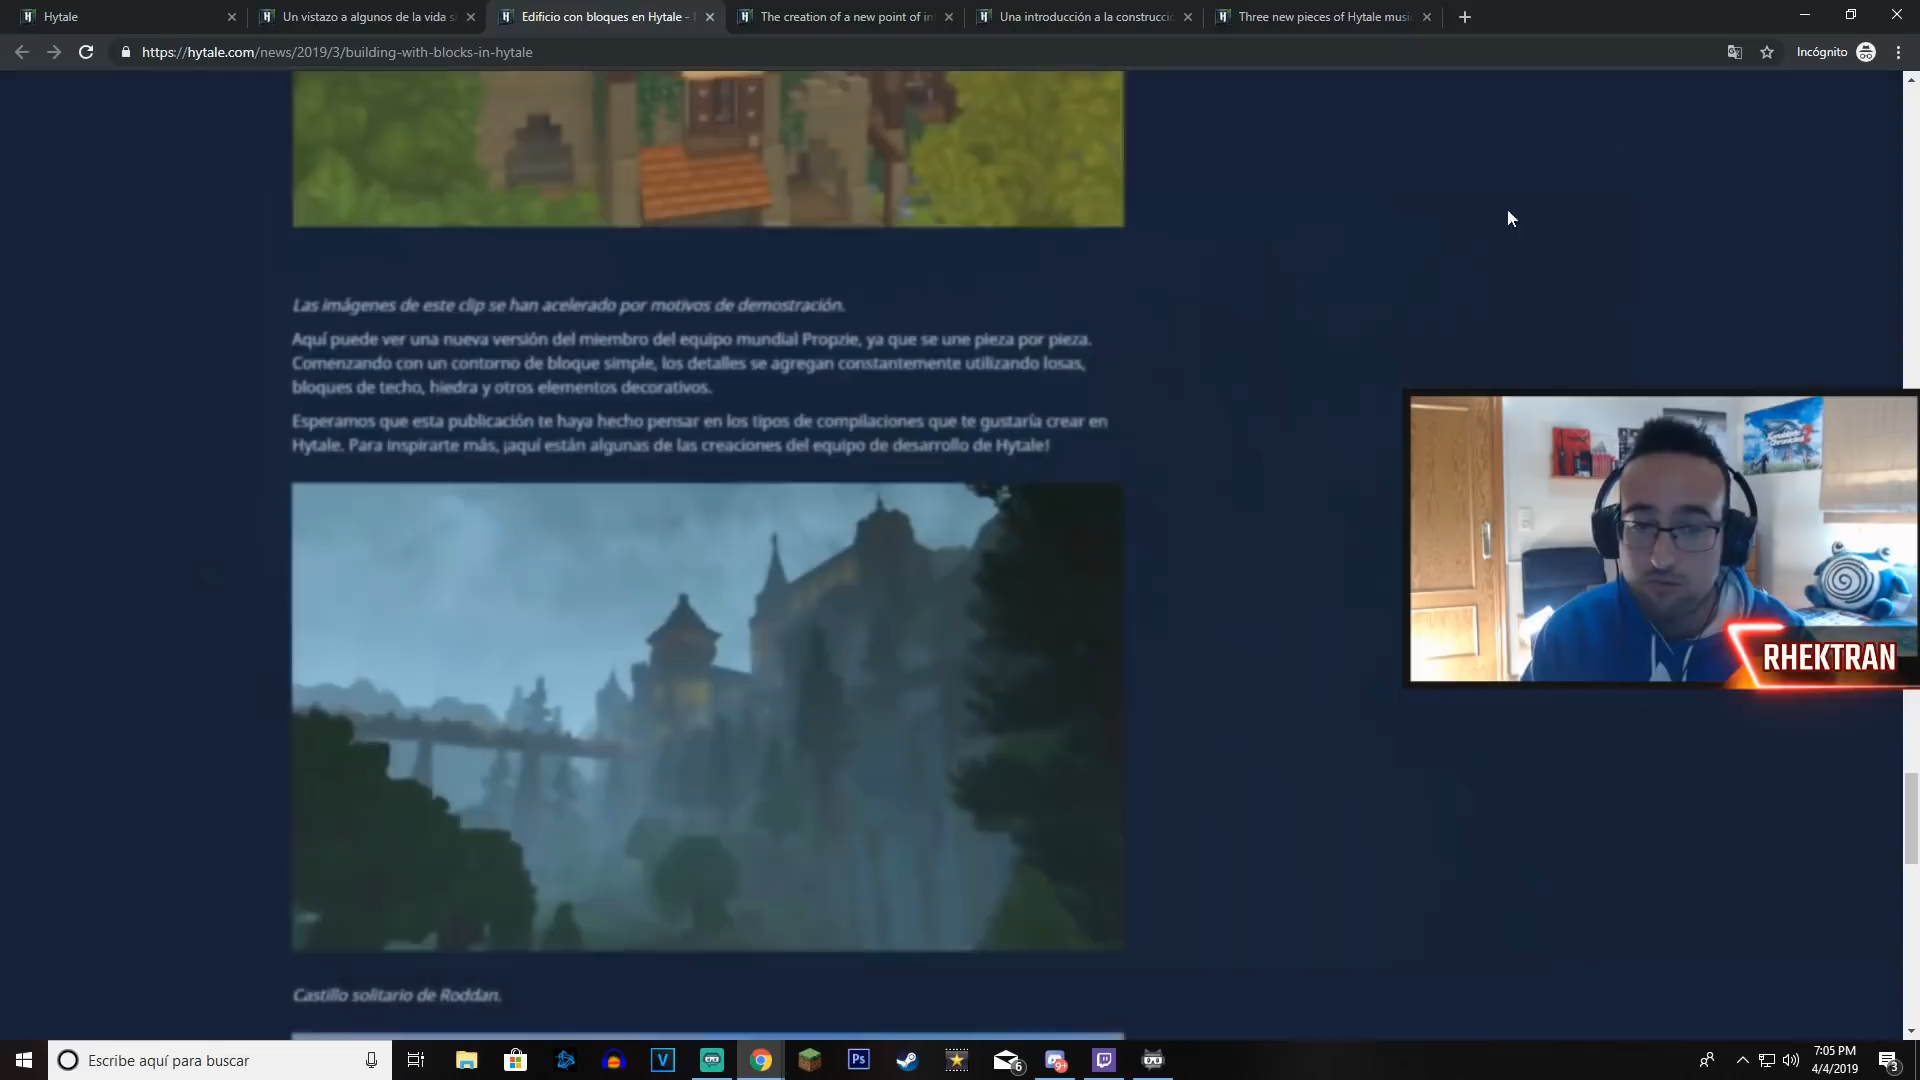 Hytale
Un vistazo a algunos de la vida s
Edificio con bloques en Hytale -
The creation of a new point of in
Una introducción a la construcció
Three new pieces of Hytale music
https://hytale.com/news/2019/3/building-with-blocks-in-hytale
Incógnito
Las imágenes de este clip se han acelerado por motivos de demostración.
Aquí puede ver una nueva versión del miembro del equipo mundial Propzie, ya que se une pieza por pieza.
Comenzando con un contorno de bloque simple, los detalles se agregan constantemente utilizando losas,
bloques de techo, hiedra y otros elementos decorativos.
Esperamos que esta publicación te haya hecho pensar en los tipos de compilaciones que te gustaría crear en
Hytale. Para inspirarte más, ¡aquí están algunas de las creaciones del equipo de desarrollo de Hytale!
RHEKTRAN
Castillo solitario de Roddan.
Escribe aquí para buscar
V
Ps
6
9+
7:05 PM
4/4/2019
3